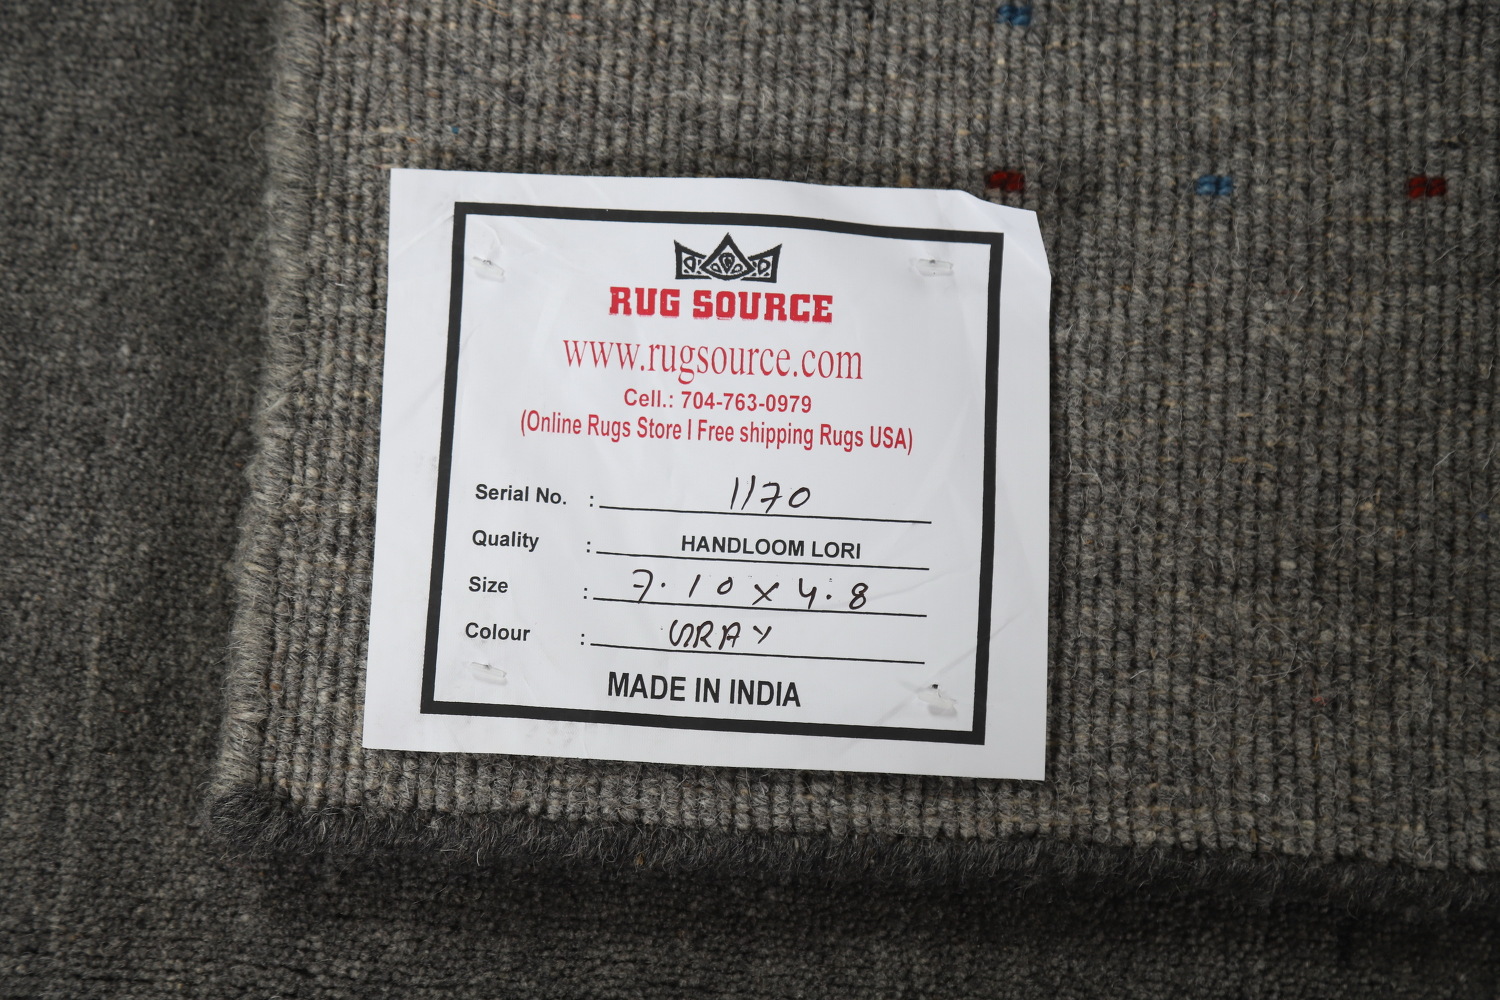 RUG SOURCE
www.rugsource.com
Cell.: 704-763-0979
(Online Rugs Store I Free shipping Rugs USA)
Serial No. : 1170
Quality : HANDLOOM LORI
Size : 7.10 x 4.8
Colour : GRAY
MADE IN INDIA